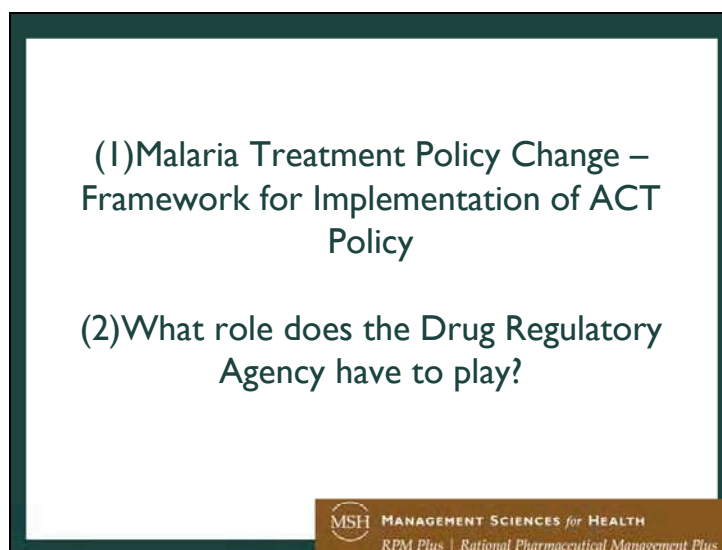 (1)Malaria Treatment Policy Change –
Framework for Implementation of ACT
Policy
(2)What role does the Drug Regulatory
Agency have to play?
MSH MANAGEMENT SCIENCES for HEALTH
RPM Plus | Rational Pharmaceutical Management Plus